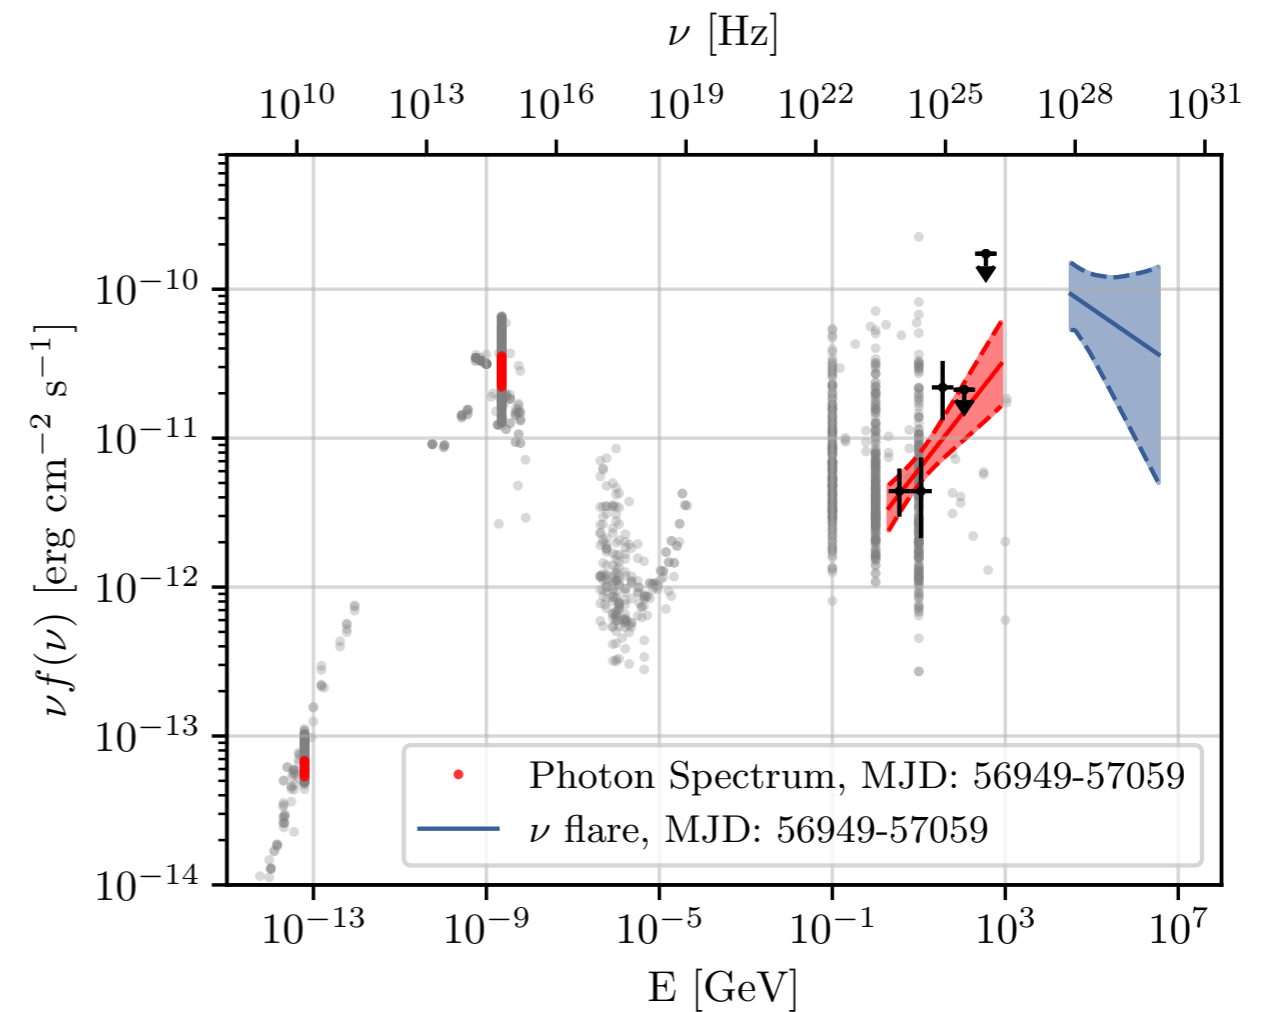 ν [Hz]
10^10 10^13 10^16 10^19 10^22 10^25 10^28 10^31
νf(ν) [erg cm^−2 s^−1]
10^−10
10^−11
10^−12
10^−13
10^−14
Photon Spectrum, MJD: 56949-57059
ν flare, MJD: 56949-57059
10^−13 10^−9 10^−5 10^−1 10^3 10^7
E [GeV]